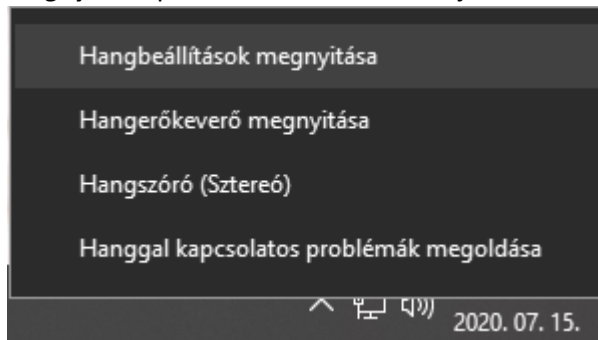 Hangbeállítások megnyitása
Hangerőkeverő megnyitása
Hangszóró (Sztereó)
Hanggal kapcsolatos problémák megoldása
2020. 07. 15.